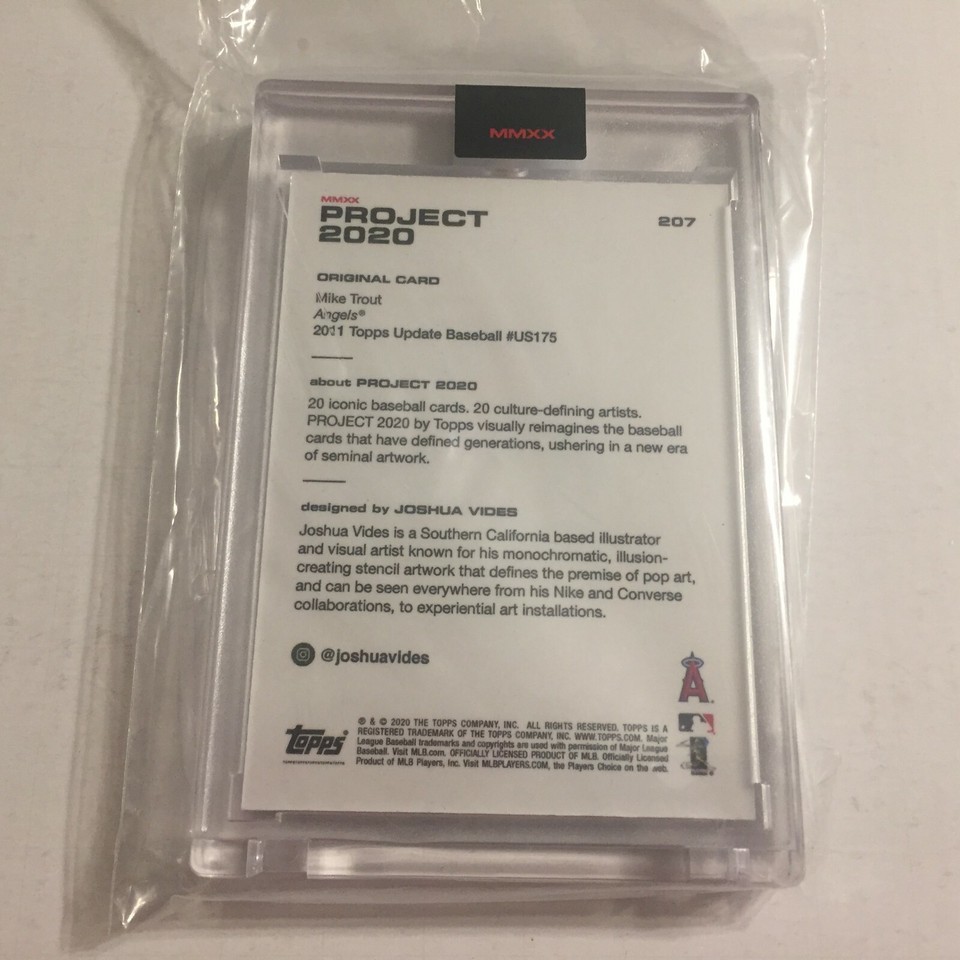 MMXX
MMXX
PROJECT
2020
207
ORIGINAL CARD
Mike Trout
Angels®
2011 Topps Update Baseball #US175
about PROJECT 2020
20 iconic baseball cards. 20 culture-defining artists.
PROJECT 2020 by Topps visually reimagines the baseball
cards that have defined generations, ushering in a new era
of seminal artwork.
designed by JOSHUA VIDES
Joshua Vides is a Southern California based illustrator
and visual artist known for his monochromatic, illusion-
creating stencil artwork that defines the premise of pop art,
and can be seen everywhere from his Nike and Converse
collaborations, to experiential art installations.
@joshuavides
A
topps®
® & © 2020 THE TOPPS COMPANY, INC. ALL RIGHTS RESERVED. TOPPS IS A
REGISTERED TRADEMARK OF THE TOPPS COMPANY, INC. WWW.TOPPS.COM. Major
League Baseball trademarks and copyrights are used with permission of Major League
Baseball. Visit MLB.com. OFFICIALLY LICENSED PRODUCT OF MLB. Officially Licensed
Product of MLB Players, Inc. Visit MLBPLAYERS.COM, the Players Choice on the web.